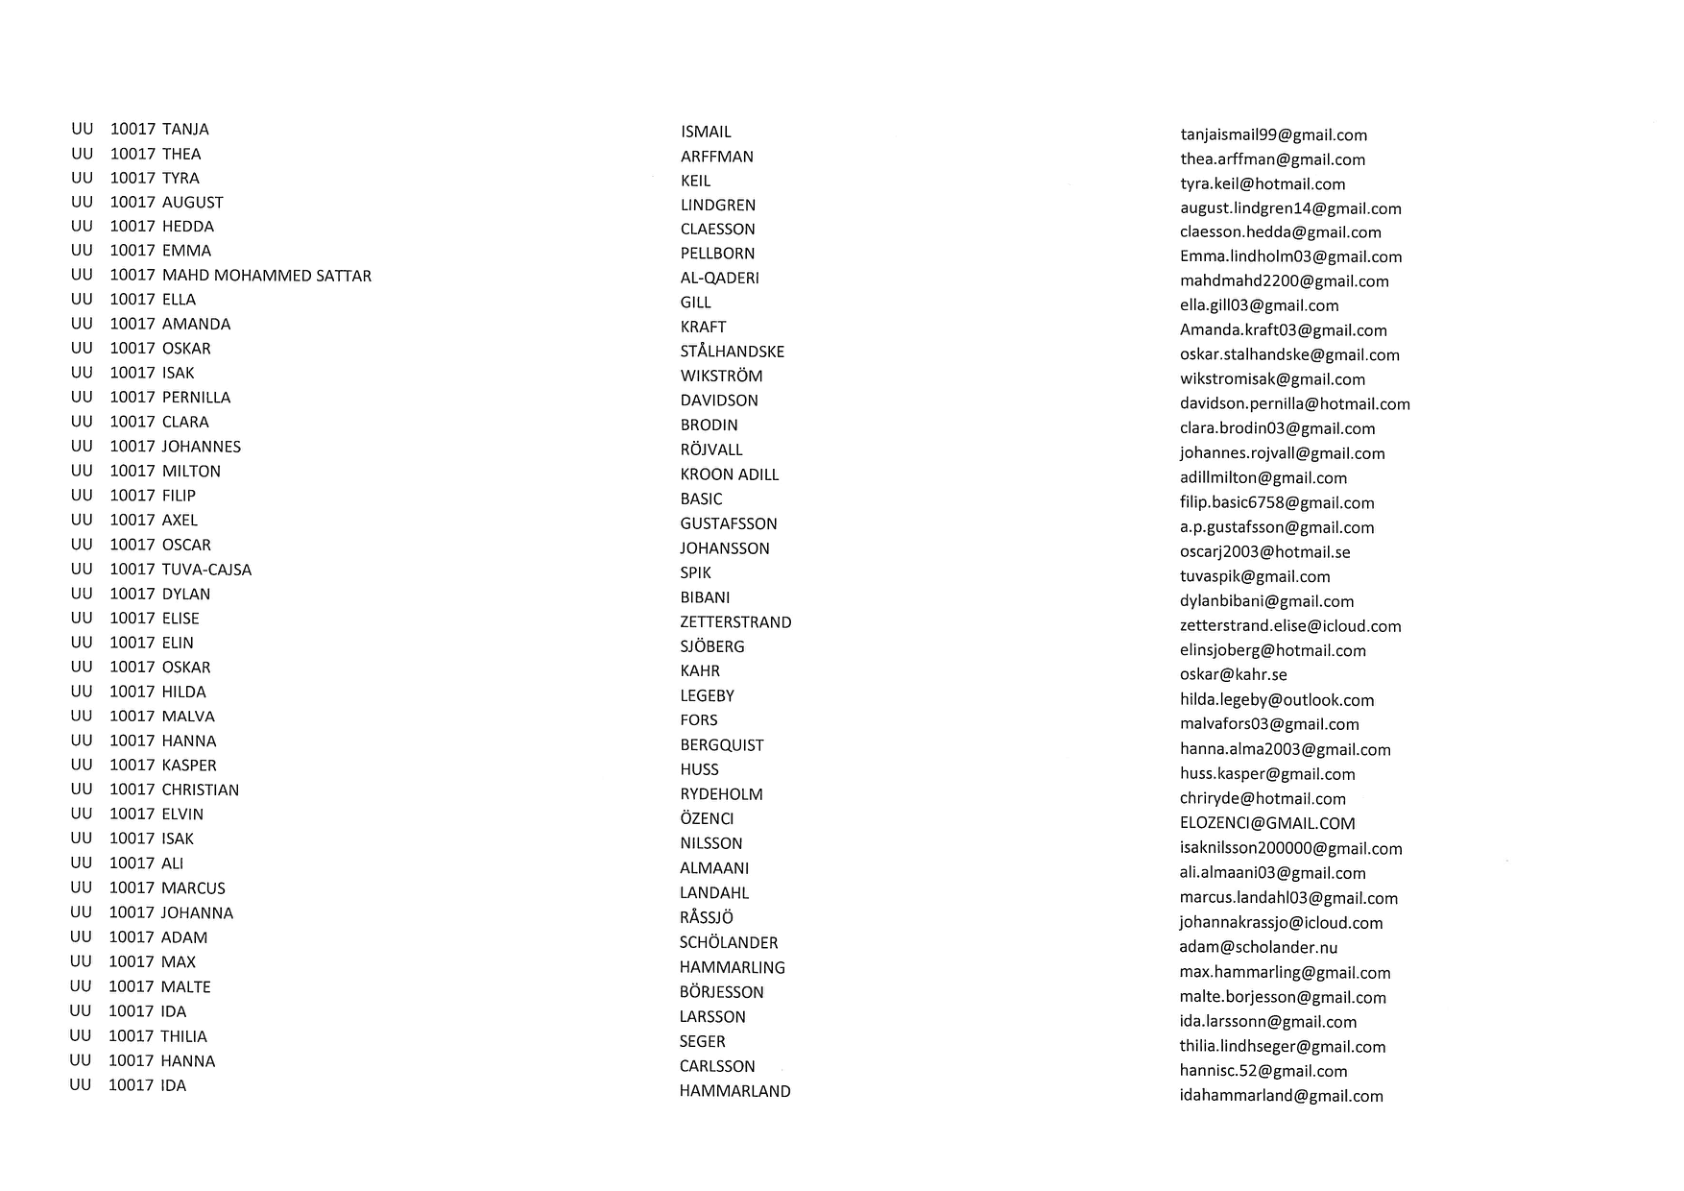 UU 10017 TANJA ISMAIL tanjaismail99@gmail.com
UU 10017 THEA ARFFMAN thea.arffman@gmail.com
UU 10017 TYRA KEIL tyra.keil@hotmail.com
UU 10017 AUGUST LINDGREN august.lindgren14@gmail.com
UU 10017 HEDDA CLAESSON claesson.hedda@gmail.com
UU 10017 EMMA PELLBORN Emma.lindholm03@gmail.com
UU 10017 MAHD MOHAMMED SATTAR AL-QADERI mahdmahd2200@gmail.com
UU 10017 ELLA GILL ella.gill03@gmail.com
UU 10017 AMANDA KRAFT Amanda.kraft03@gmail.com
UU 10017 OSKAR STÅLHANDSKE oskar.stalhandske@gmail.com
UU 10017 ISAK WIKSTRÖM wikstromisak@gmail.com
UU 10017 PERNILLA DAVIDSON davidson.pernilla@hotmail.com
UU 10017 CLARA BRODIN clara.brodin03@gmail.com
UU 10017 JOHANNES RÖJVALL johannes.rojvall@gmail.com
UU 10017 MILTON KROON ADILL adillmilton@gmail.com
UU 10017 FILIP BASIC filip.basic6758@gmail.com
UU 10017 AXEL GUSTAFSSON a.p.gustafsson@gmail.com
UU 10017 OSCAR JOHANSSON oscarj2003@hotmail.se
UU 10017 TUVA-CAJSA SPIK tuvaspik@gmail.com
UU 10017 DYLAN BIBANI dylanbibani@gmail.com
UU 10017 ELISE ZETTERSTRAND zetterstrand.elise@icloud.com
UU 10017 ELIN SJÖBERG elinsjoberg@hotmail.com
UU 10017 OSKAR KAHR oskar@kahr.se
UU 10017 HILDA LEGEBY hilda.legeby@outlook.com
UU 10017 MALVA FORS malvafors03@gmail.com
UU 10017 HANNA BERGQUIST hanna.alma2003@gmail.com
UU 10017 KASPER HUSS huss.kasper@gmail.com
UU 10017 CHRISTIAN RYDEHOLM chriryde@hotmail.com
UU 10017 ELVIN ÖZENCI ELOZENCI@GMAIL.COM
UU 10017 ISAK NILSSON isaknilsson200000@gmail.com
UU 10017 ALI ALMAANI ali.almaani03@gmail.com
UU 10017 MARCUS LANDAHL marcus.landahl03@gmail.com
UU 10017 JOHANNA RÅSSJÖ johannakrassjo@icloud.com
UU 10017 ADAM SCHÖLANDER adam@scholander.nu
UU 10017 MAX HAMMARLING max.hammarling@gmail.com
UU 10017 MALTE BÖRJESSON malte.borjesson@gmail.com
UU 10017 IDA LARSSON ida.larssonn@gmail.com
UU 10017 THILIA SEGER thilia.lindhseger@gmail.com
UU 10017 HANNA CARLSSON hannisc.52@gmail.com
UU 10017 IDA HAMMARLAND idahammarland@gmail.com